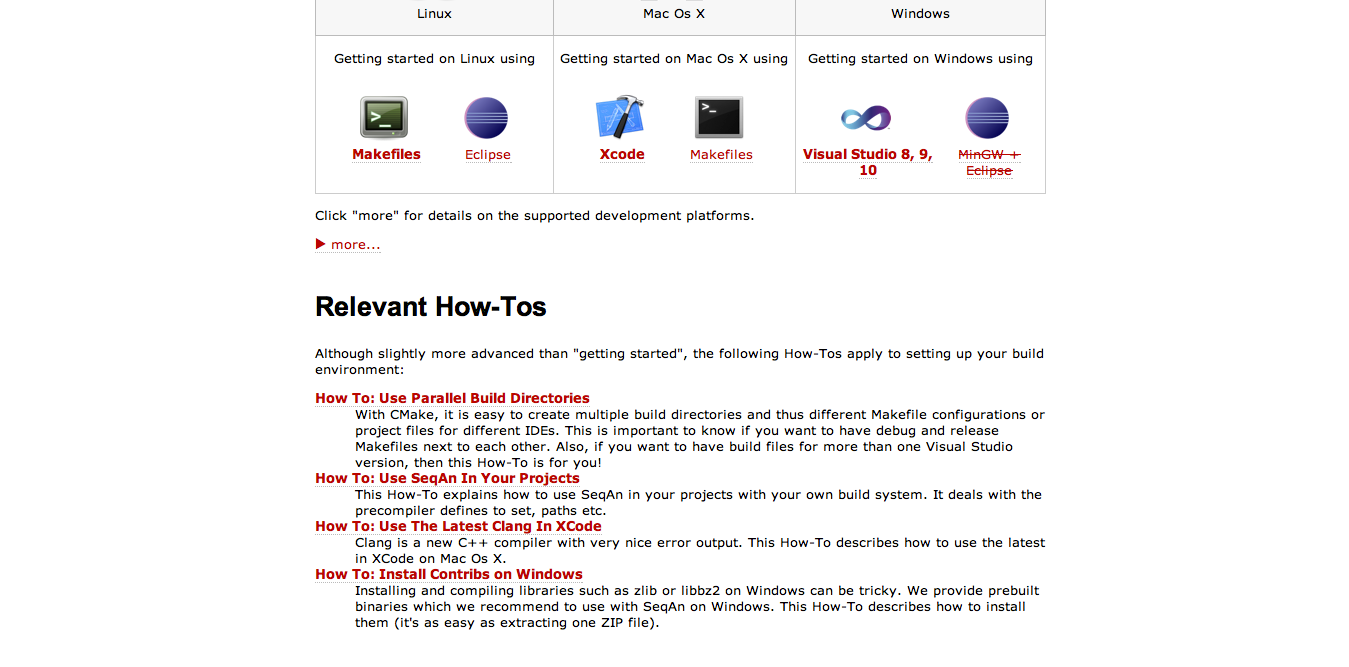 Linux Mac Os X Windows
Getting started on Linux using Getting started on Mac Os X using Getting started on Windows using
Makefiles Eclipse Xcode Makefiles Visual Studio 8, 9, MinGW +
10 Eclipse
Click "more" for details on the supported development platforms.
more...
Relevant How-Tos
Although slightly more advanced than "getting started", the following How-Tos apply to setting up your build
environment:
How To: Use Parallel Build Directories
With CMake, it is easy to create multiple build directories and thus different Makefile configurations or
project files for different IDEs. This is important to know if you want to have debug and release
Makefiles next to each other. Also, if you want to have build files for more than one Visual Studio
version, then this How-To is for you!
How To: Use SeqAn In Your Projects
This How-To explains how to use SeqAn in your projects with your own build system. It deals with the
precompiler defines to set, paths etc.
How To: Use The Latest Clang In XCode
Clang is a new C++ compiler with very nice error output. This How-To describes how to use the latest
in XCode on Mac Os X.
How To: Install Contribs on Windows
Installing and compiling libraries such as zlib or libbz2 on Windows can be tricky. We provide prebuilt
binaries which we recommend to use with SeqAn on Windows. This How-To describes how to install
them (it's as easy as extracting one ZIP file).